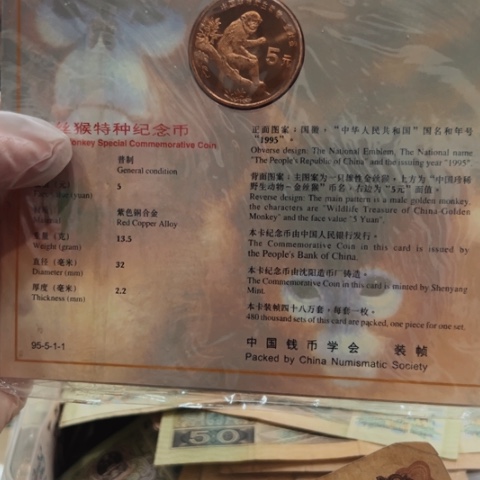 5元
丝猴特种纪念币
Monkey Special Commemorative Coin
普制
General condition
(yuan)
5
紫色铜合金
Red Copper Alloy
重量（克）
Weight (gram)
13.5
直径（毫米）
Diameter (mm)
32
厚度（毫米）
Thickness (mm)
2.2
正面图案：国徽，“中华人民共和国”国名和年号
“1995”。
Obverse design: The National Emblem, The National name
"The People's Republic of China" and the issuing year "1995".
背面图案：主图案为一只雄性金丝猴。上方为“中国珍稀
野生动物－金丝猴”币名，右边为“5元”面值。
Reverse design: The main pattern is a male golden monkey,
the characters are "Wildlife Treasure of China-Golden
Monkey" and the face value "5 Yuan".
本卡纪念币由中国人民银行发行。
The Commemorative Coin in this card is issued by
the People's Bank of China.
本卡纪念币由沈阳造币厂铸造。
The Commemorative Coin in this card is minted by Shenyang
Mint.
本卡装帧四十八万套，每套一枚。
480 thousand sets of this card are packed, one piece for one set.
95-5-1-1
中国钱币学会 装帧
Packed by China Numismatic Society
50